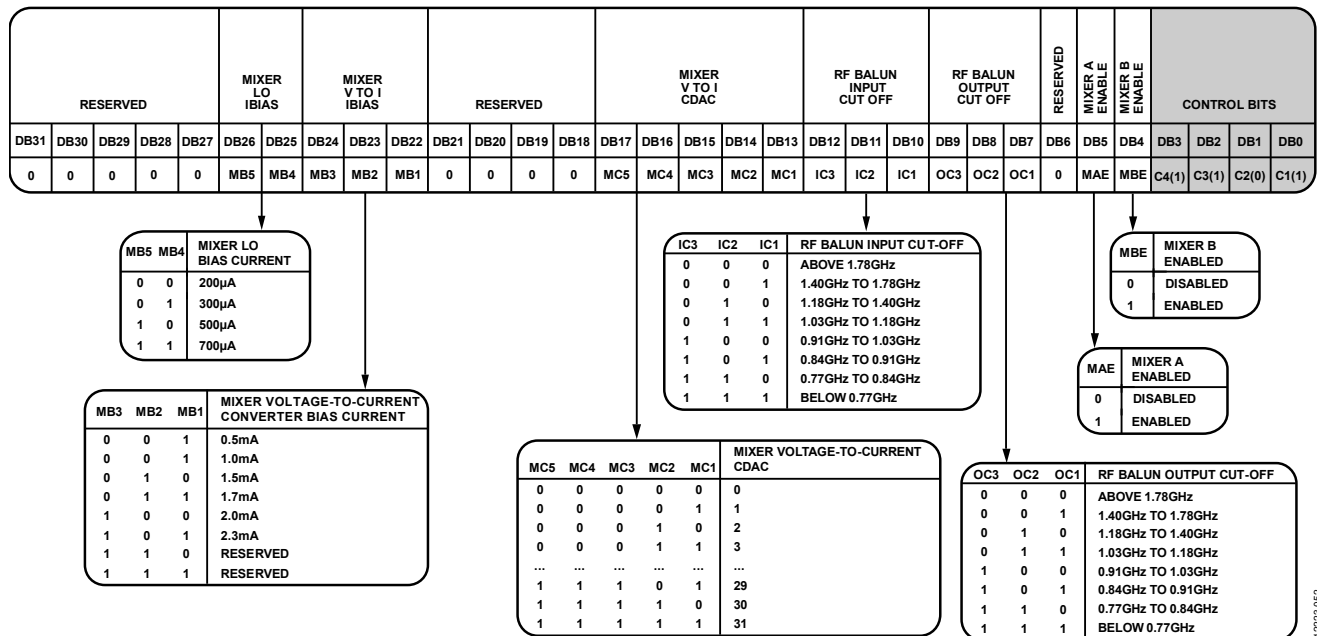 RESERVED
MIXER LO IBIAS
MIXER V TO I IBIAS
RESERVED
MIXER V TO I CDAC
RF BALUN INPUT CUT OFF
RF BALUN OUTPUT CUT OFF
RESERVED
MIXER A ENABLE
MIXER B ENABLE
CONTROL BITS
DB31 DB30 DB29 DB28 DB27 DB26 DB25 DB24 DB23 DB22 DB21 DB20 DB19 DB18 DB17 DB16 DB15 DB14 DB13 DB12 DB11 DB10 DB9 DB8 DB7 DB6 DB5 DB4 DB3 DB2 DB1 DB0
0 0 0 0 0 MB5 MB4 MB3 MB2 MB1 0 0 0 0 MC5 MC4 MC3 MC2 MC1 IC3 IC2 IC1 OC3 OC2 OC1 0 MAE MBE C4(1) C3(1) C2(0) C1(1)
MB5 MB4 MIXER LO BIAS CURRENT
0 0 200µA
0 1 300µA
1 0 500µA
1 1 700µA
MB3 MB2 MB1 MIXER VOLTAGE-TO-CURRENT CONVERTER BIAS CURRENT
0 0 1 0.5mA
0 0 1 1.0mA
0 1 0 1.5mA
0 1 1 1.7mA
1 0 0 2.0mA
1 0 1 2.3mA
1 1 0 RESERVED
1 1 1 RESERVED
MC5 MC4 MC3 MC2 MC1 MIXER VOLTAGE-TO-CURRENT CDAC
0 0 0 0 0 0
0 0 0 0 1 1
0 0 0 1 0 2
0 0 0 1 1 3
... ... ... ... ... ...
1 1 1 0 1 29
1 1 1 1 0 30
1 1 1 1 1 31
IC3 IC2 IC1 RF BALUN INPUT CUT-OFF
0 0 0 ABOVE 1.78GHz
0 0 1 1.40GHz TO 1.78GHz
0 1 0 1.18GHz TO 1.40GHz
0 1 1 1.03GHz TO 1.18GHz
1 0 0 0.91GHz TO 1.03GHz
1 0 1 0.84GHz TO 0.91GHz
1 1 0 0.77GHz TO 0.84GHz
1 1 1 BELOW 0.77GHz
MBE MIXER B ENABLED
0 DISABLED
1 ENABLED
MAE MIXER A ENABLED
0 DISABLED
1 ENABLED
OC3 OC2 OC1 RF BALUN OUTPUT CUT-OFF
0 0 0 ABOVE 1.78GHz
0 0 1 1.40GHz TO 1.78GHz
0 1 0 1.18GHz TO 1.40GHz
0 1 1 1.03GHz TO 1.18GHz
1 0 0 0.91GHz TO 1.03GHz
1 0 1 0.84GHz TO 0.91GHz
1 1 0 0.77GHz TO 0.84GHz
1 1 1 BELOW 0.77GHz